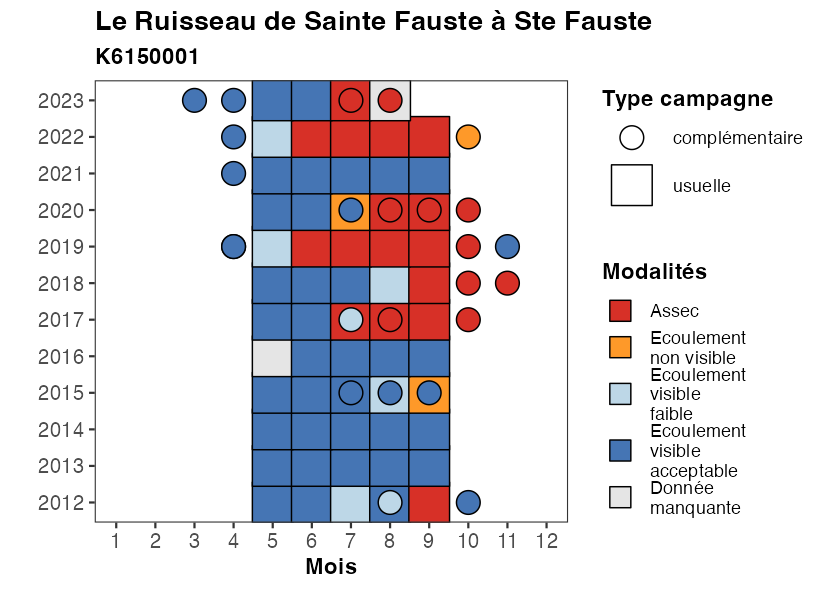 Le Ruisseau de Sainte Fauste à Ste Fauste
K6150001
2023
2022
2021
2020
2019
2018
2017
2016
2015
2014
2013
2012
1 2 3 4 5 6 7 8 9 10 11 12
Mois
Type campagne
complémentaire
usuelle
Modalités
Assec
Ecoulement
non visible
Ecoulement
visible
faible
Ecoulement
visible
acceptable
Donnée
manquante